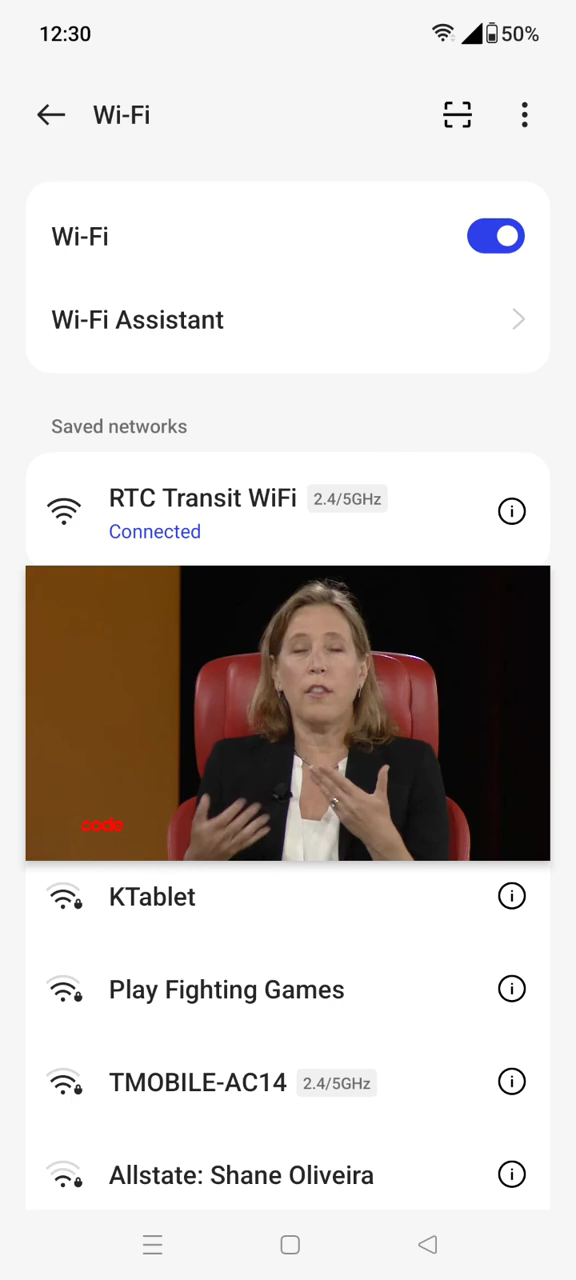 12:30
50%
Wi-Fi
Wi-Fi
Wi-Fi Assistant
Saved networks
RTC Transit WiFi 2.4/5GHz
Connected
code
KTablet
Play Fighting Games
TMOBILE-AC14 2.4/5GHz
Allstate: Shane Oliveira